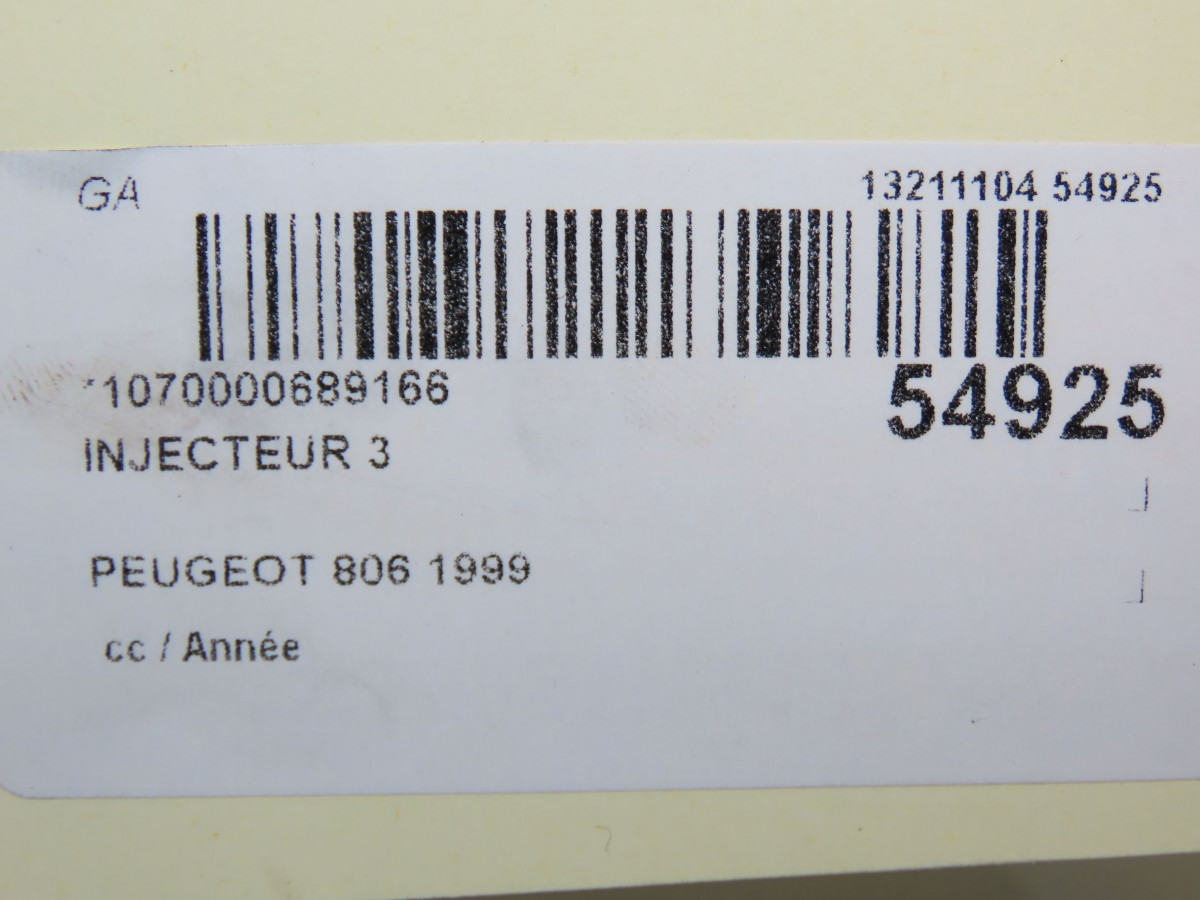 GA
13211104 54925
*1070000689166
54925
INJECTEUR 3
PEUGEOT 806 1999
cc / Année